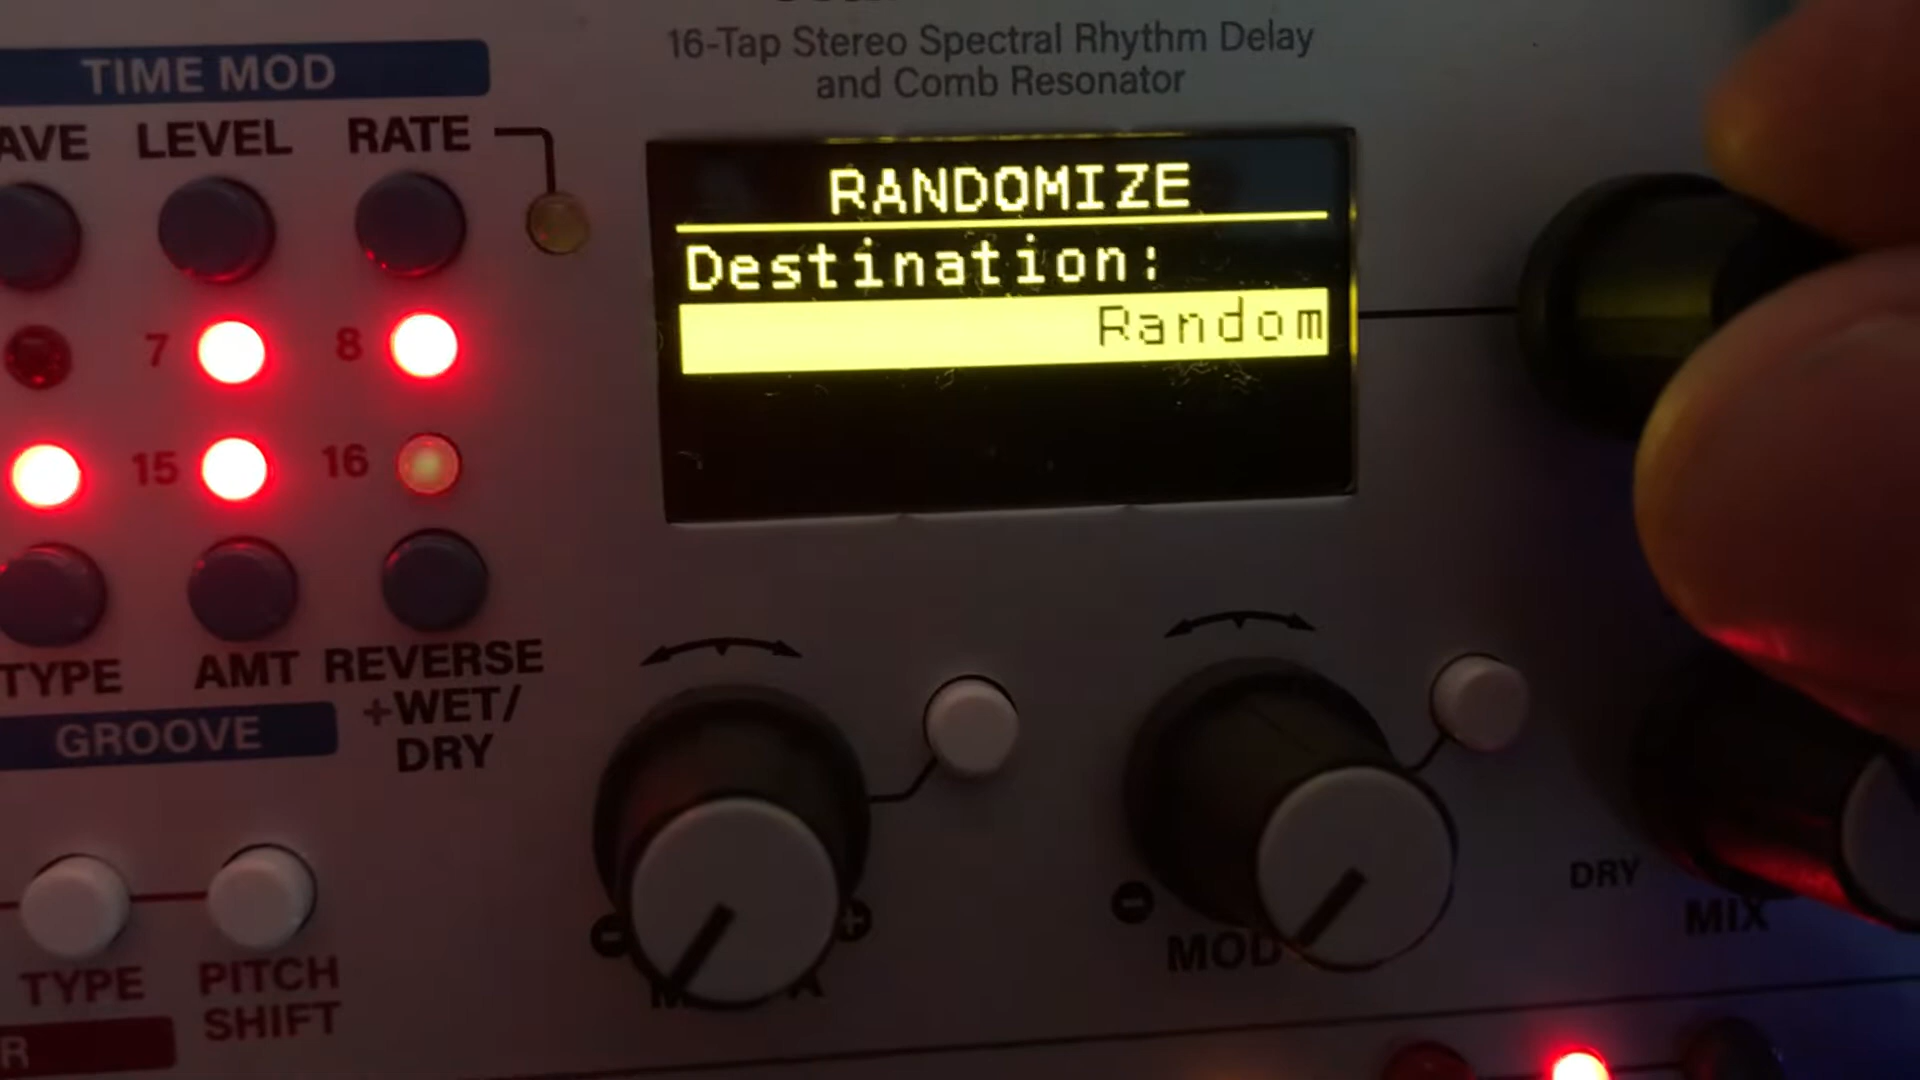 16-Tap Stereo Spectral Rhythm Delay
and Comb Resonator
TIME MOD
AVE LEVEL RATE
RANDOMIZE
Destination:
Random
7 8
15 16
TYPE AMT REVERSE
+WET/
DRY
GROOVE
DRY
MIX
- +
-
MOD
TYPE PITCH
SHIFT
R